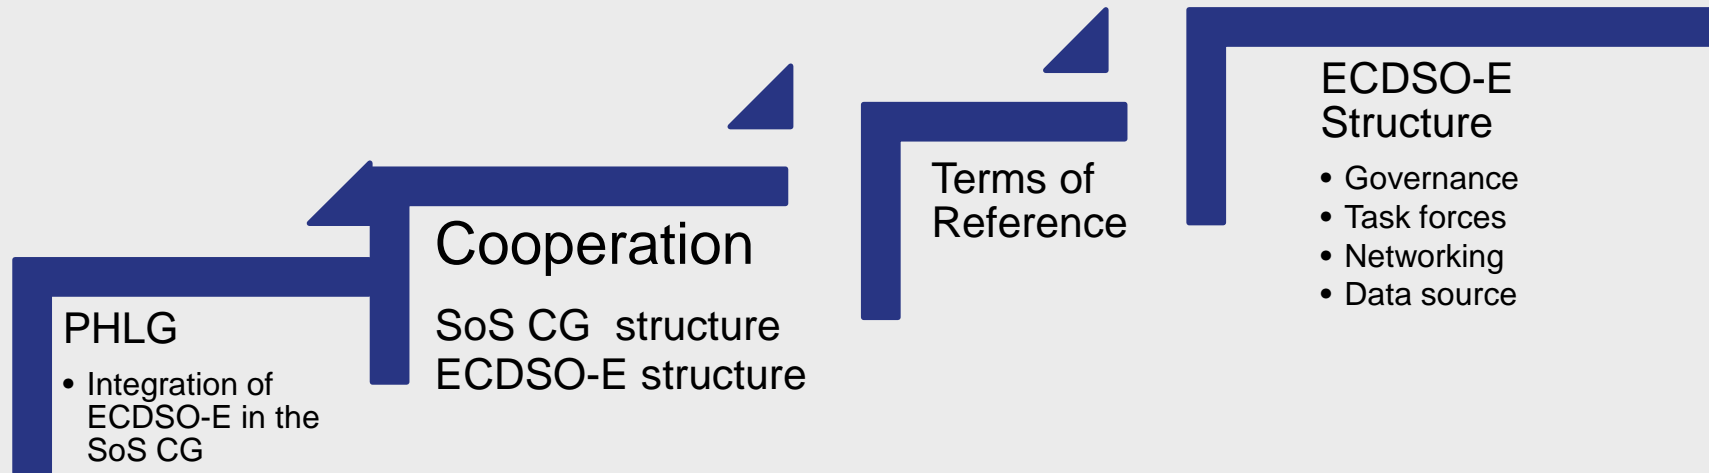 PHLG
• Integration of
ECDSO-E in the
SoS CG
Cooperation
SoS CG structure
ECDSO-E structure
Terms of
Reference
ECDSO-E
Structure
• Governance
• Task forces
• Networking
• Data source